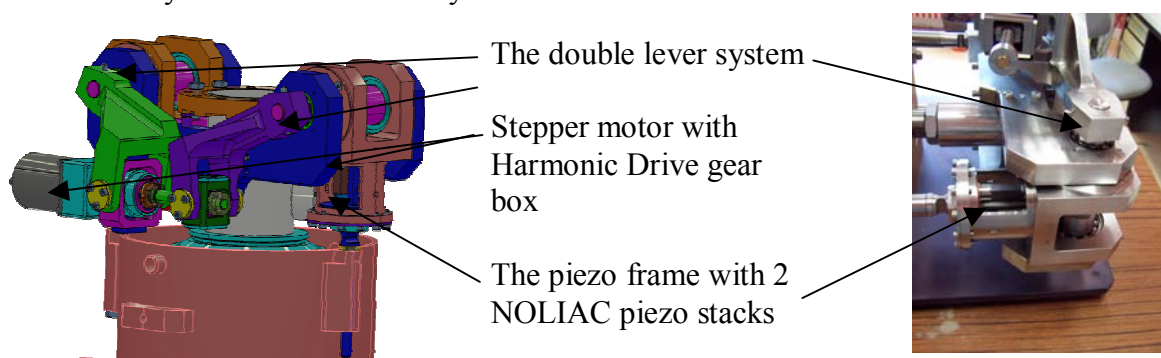 The double lever system
Stepper motor with
Harmonic Drive gear
box
The piezo frame with 2
NOLIAC piezo stacks